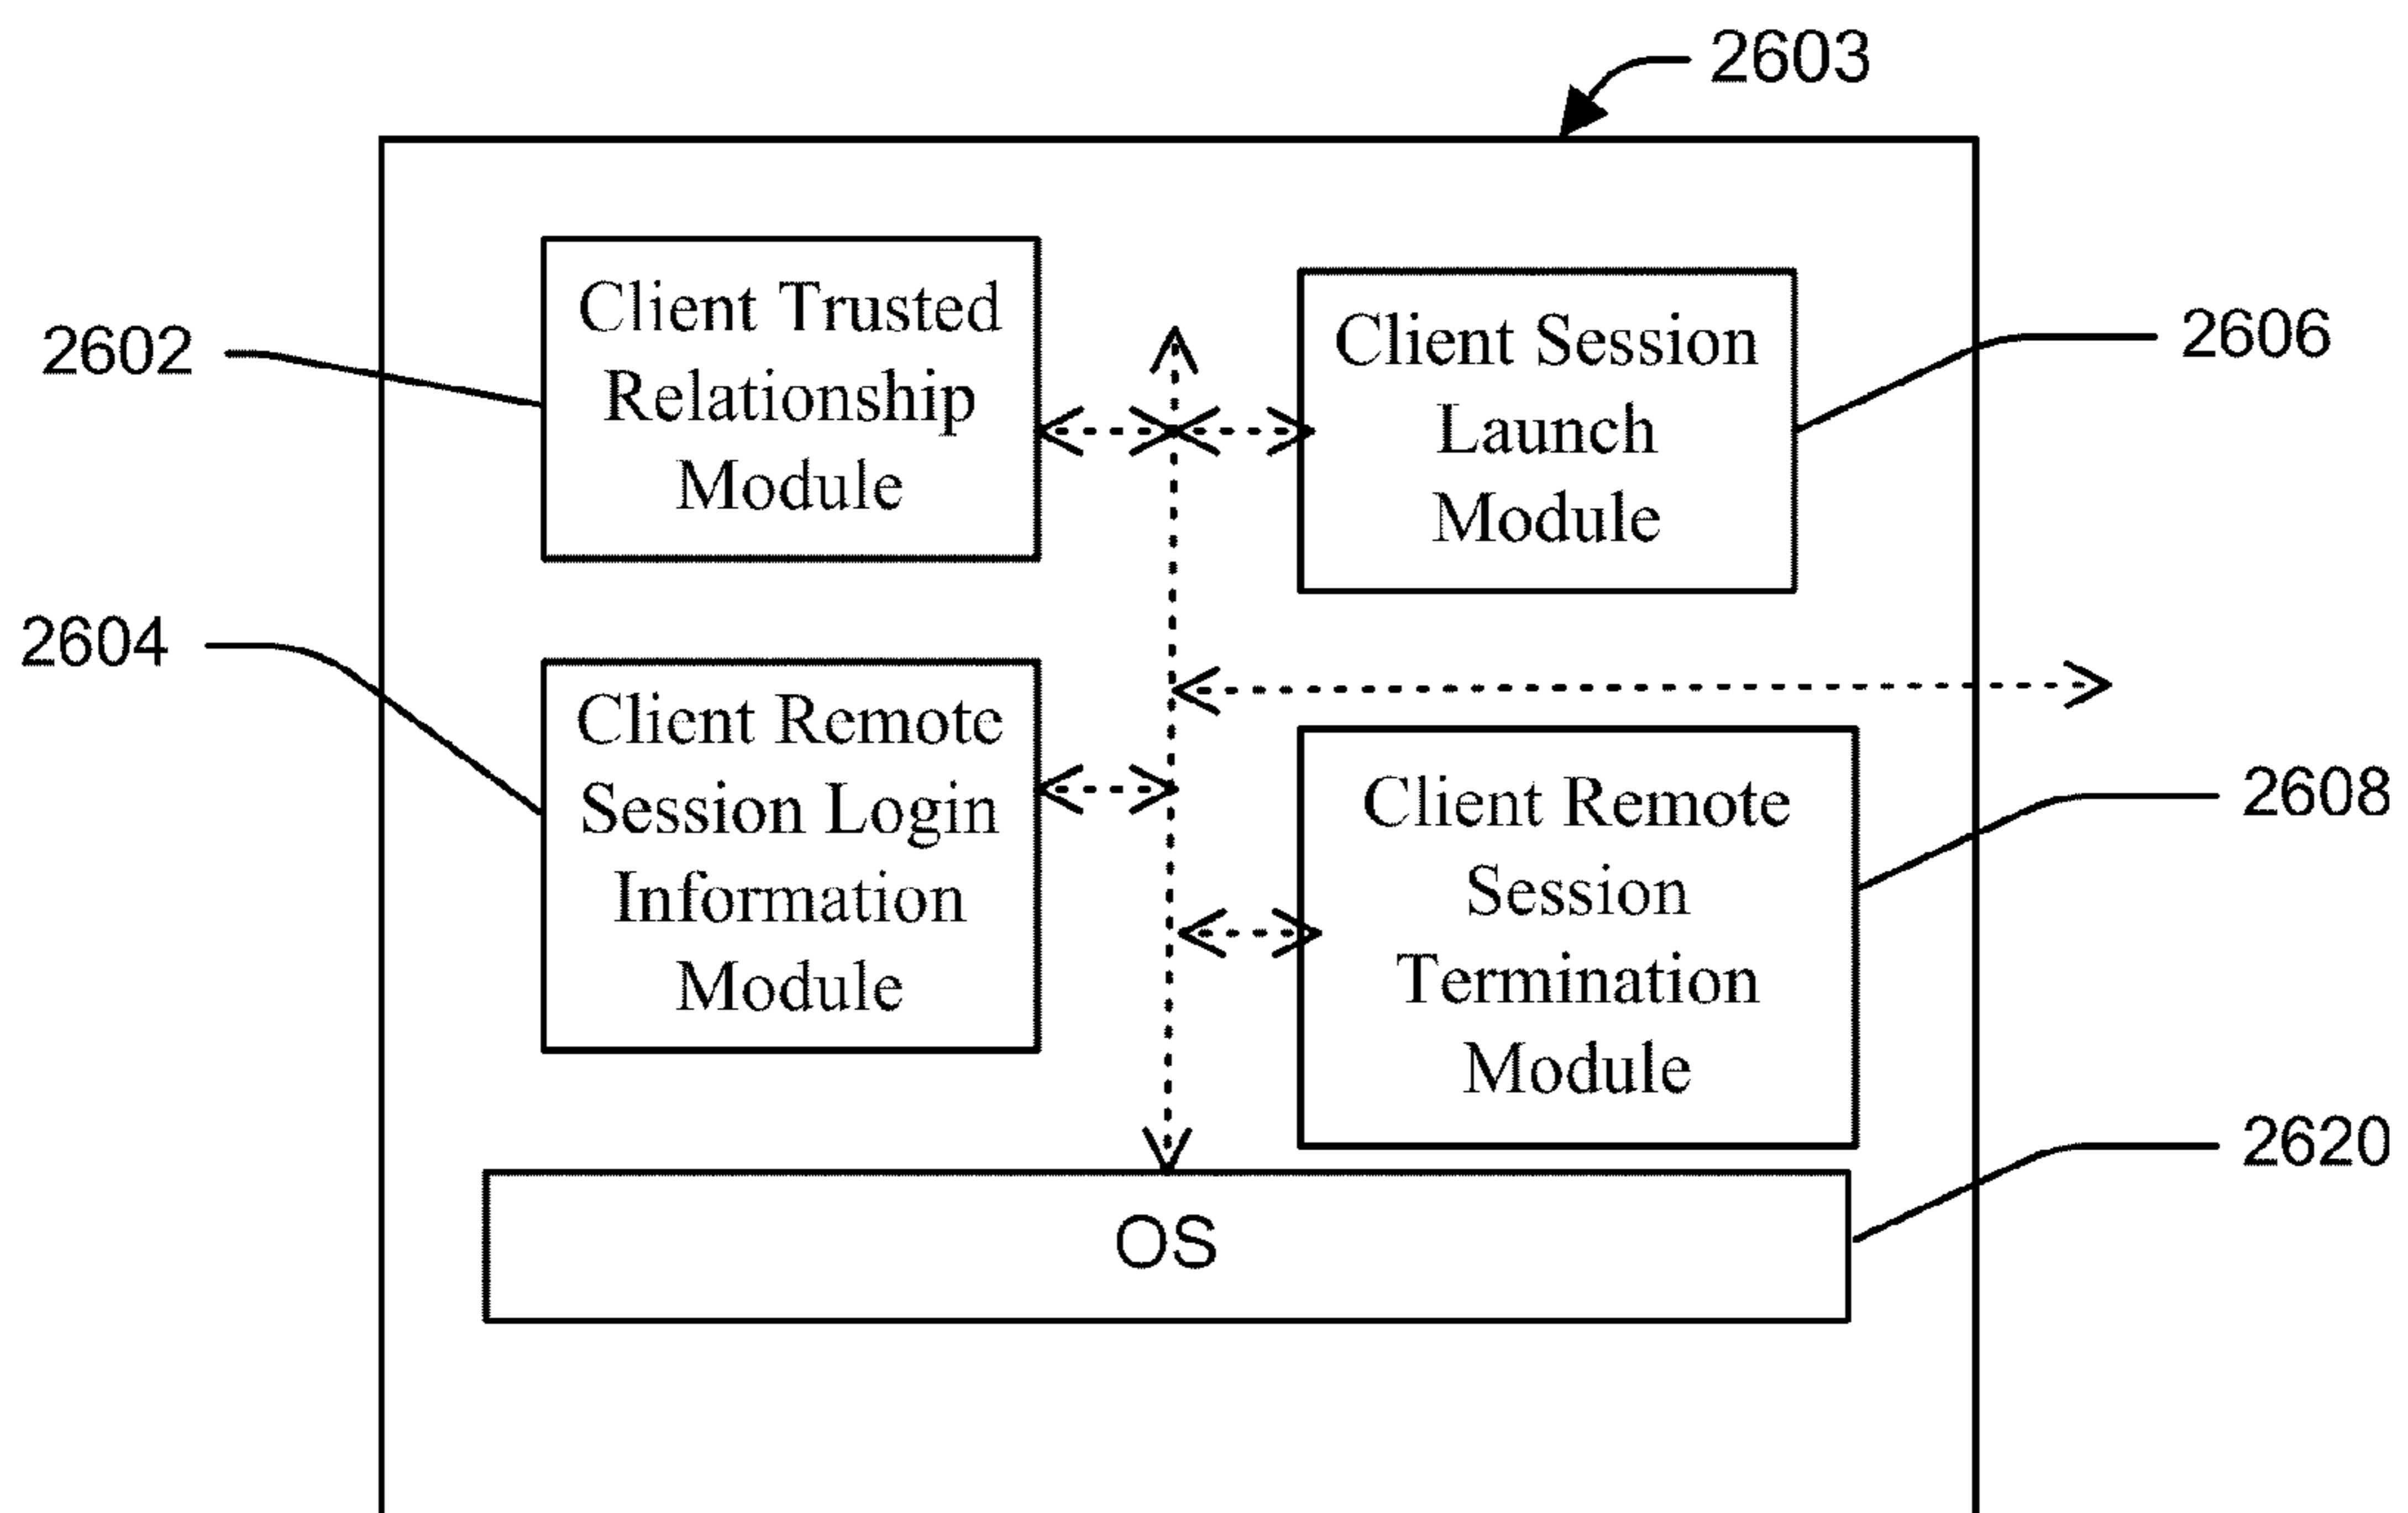 2603
2602
Client Trusted
Relationship
Module
Client Session
Launch
Module
2606
2604
Client Remote
Session Login
Information
Module
Client Remote
Session
Termination
Module
2608
2620
OS